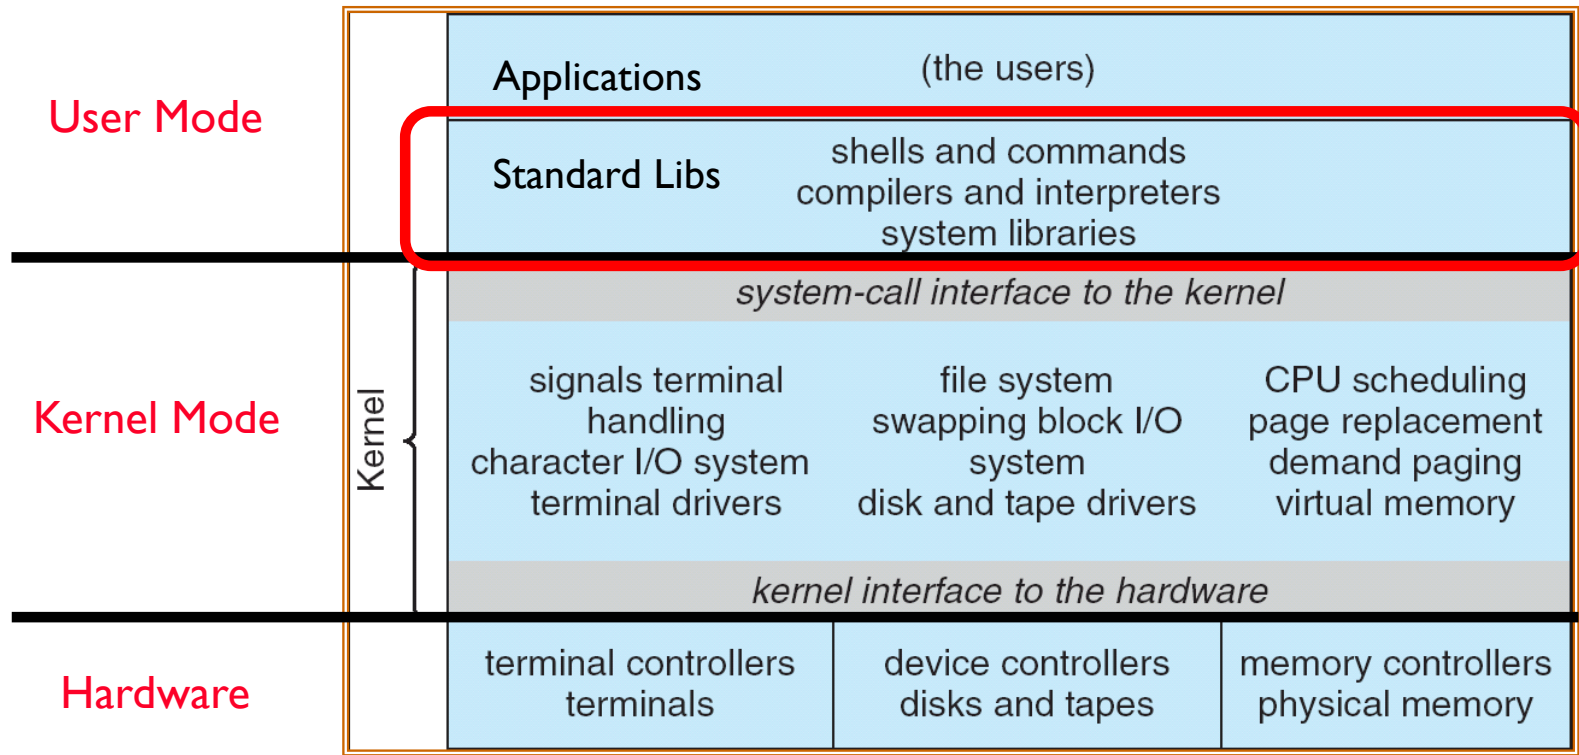 User Mode
Applications
(the users)
Standard Libs
shells and commands
compilers and interpreters
system libraries
Kernel Mode
Kernel
system-call interface to the kernel
signals terminal
handling
character I/O system
terminal drivers
file system
swapping block I/O
system
disk and tape drivers
CPU scheduling
page replacement
demand paging
virtual memory
kernel interface to the hardware
Hardware
terminal controllers
terminals
device controllers
disks and tapes
memory controllers
physical memory